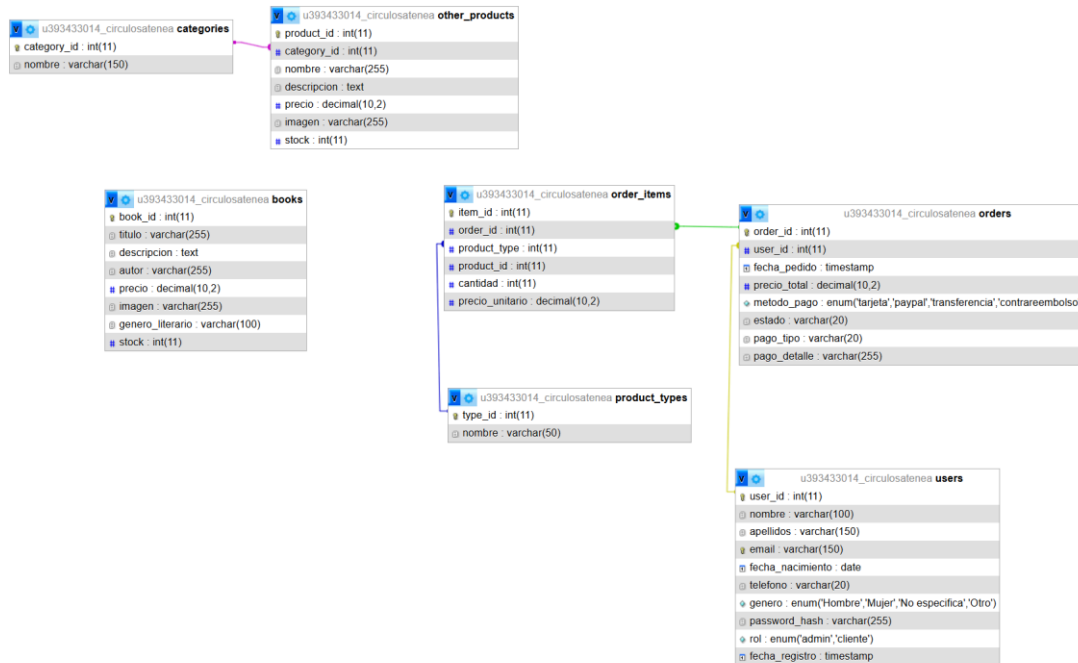 u393433014_circulosatenea categories
category_id : int(11)
nombre : varchar(150)
u393433014_circulosatenea other_products
product_id : int(11)
category_id : int(11)
nombre : varchar(255)
descripcion : text
precio : decimal(10,2)
imagen : varchar(255)
stock : int(11)
u393433014_circulosatenea books
book_id : int(11)
titulo : varchar(255)
descripcion : text
autor : varchar(255)
precio : decimal(10,2)
imagen : varchar(255)
genero_literario : varchar(100)
stock : int(11)
u393433014_circulosatenea order_items
item_id : int(11)
order_id : int(11)
product_type : int(11)
product_id : int(11)
cantidad : int(11)
precio_unitario : decimal(10,2)
u393433014_circulosatenea orders
order_id : int(11)
user_id : int(11)
fecha_pedido : timestamp
precio_total : decimal(10,2)
metodo_pago : enum('tarjeta','paypal','transferencia','contrareembolso
estado : varchar(20)
pago_tipo : varchar(20)
pago_detalle : varchar(255)
u393433014_circulosatenea product_types
type_id : int(11)
nombre : varchar(50)
u393433014_circulosatenea users
user_id : int(11)
nombre : varchar(100)
apellidos : varchar(150)
email : varchar(150)
fecha_nacimiento : date
telefono : varchar(20)
genero : enum('Hombre','Mujer','No especifica','Otro')
password_hash : varchar(255)
rol : enum('admin','cliente')
fecha_registro : timestamp